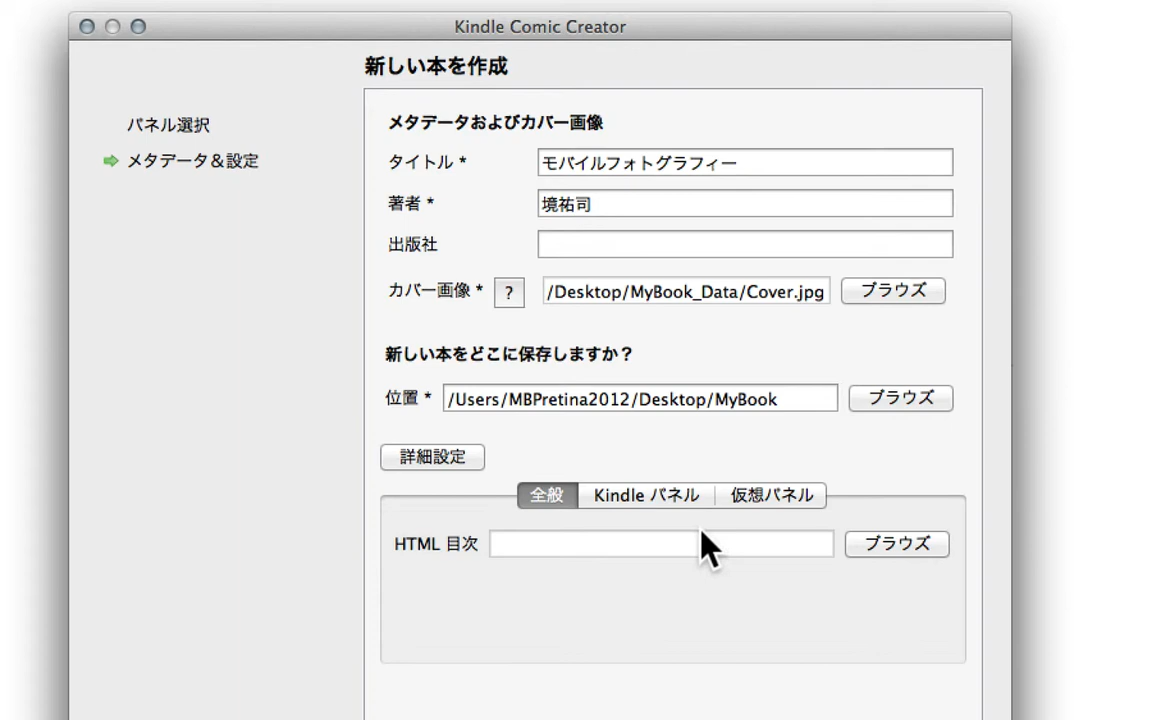 Kindle Comic Creator
新しい本を作成
パネル選択
メタデータ＆設定
メタデータおよびカバー画像
タイトル * モバイルフォトグラフィー
著者 * 境祐司
出版社
カバー画像 * ? /Desktop/MyBook_Data/Cover.jpg ブラウズ
新しい本をどこに保存しますか？
位置 * /Users/MBPretina2012/Desktop/MyBook ブラウズ
詳細設定
全般 Kindle パネル 仮想パネル
HTML 目次 ブラウズ